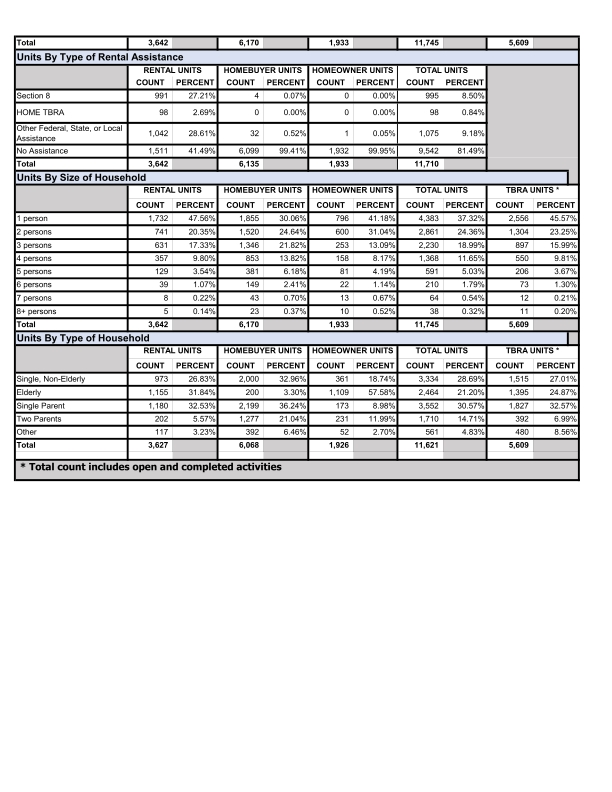 Total 3,642 6,170 1,933 11,745 5,609
Units By Type of Rental Assistance
RENTAL UNITS HOMEBUYER UNITS HOMEOWNER UNITS TOTAL UNITS
COUNT PERCENT COUNT PERCENT COUNT PERCENT COUNT PERCENT
Section 8 991 27.21% 4 0.07% 0 0.00% 995 8.50%
HOME TBRA 98 2.69% 0 0.00% 0 0.00% 98 0.84%
Other Federal, State, or Local
Assistance 1,042 28.61% 32 0.52% 1 0.05% 1,075 9.18%
No Assistance 1,511 41.49% 6,099 99.41% 1,932 99.95% 9,542 81.49%
Total 3,642 6,135 1,933 11,710
Units By Size of Household
RENTAL UNITS HOMEBUYER UNITS HOMEOWNER UNITS TOTAL UNITS TBRA UNITS *
COUNT PERCENT COUNT PERCENT COUNT PERCENT COUNT PERCENT COUNT PERCENT
1 person 1,732 47.56% 1,855 30.06% 796 41.18% 4,383 37.32% 2,556 45.57%
2 persons 741 20.35% 1,520 24.64% 600 31.04% 2,861 24.36% 1,304 23.25%
3 persons 631 17.33% 1,346 21.82% 253 13.09% 2,230 18.99% 897 15.99%
4 persons 357 9.80% 853 13.82% 158 8.17% 1,368 11.65% 550 9.81%
5 persons 129 3.54% 381 6.18% 81 4.19% 591 5.03% 206 3.67%
6 persons 39 1.07% 149 2.41% 22 1.14% 210 1.79% 73 1.30%
7 persons 8 0.22% 43 0.70% 13 0.67% 64 0.54% 12 0.21%
8+ persons 5 0.14% 23 0.37% 10 0.52% 38 0.32% 11 0.20%
Total 3,642 6,170 1,933 11,745 5,609
Units By Type of Household
RENTAL UNITS HOMEBUYER UNITS HOMEOWNER UNITS TOTAL UNITS TBRA UNITS *
COUNT PERCENT COUNT PERCENT COUNT PERCENT COUNT PERCENT COUNT PERCENT
Single, Non-Elderly 973 26.83% 2,000 32.96% 361 18.74% 3,334 28.69% 1,515 27.01%
Elderly 1,155 31.84% 200 3.30% 1,109 57.58% 2,464 21.20% 1,395 24.87%
Single Parent 1,180 32.53% 2,199 36.24% 173 8.98% 3,552 30.57% 1,827 32.57%
Two Parents 202 5.57% 1,277 21.04% 231 11.99% 1,710 14.71% 392 6.99%
Other 117 3.23% 392 6.46% 52 2.70% 561 4.83% 480 8.56%
Total 3,627 6,068 1,926 11,621 5,609
* Total count includes open and completed activities